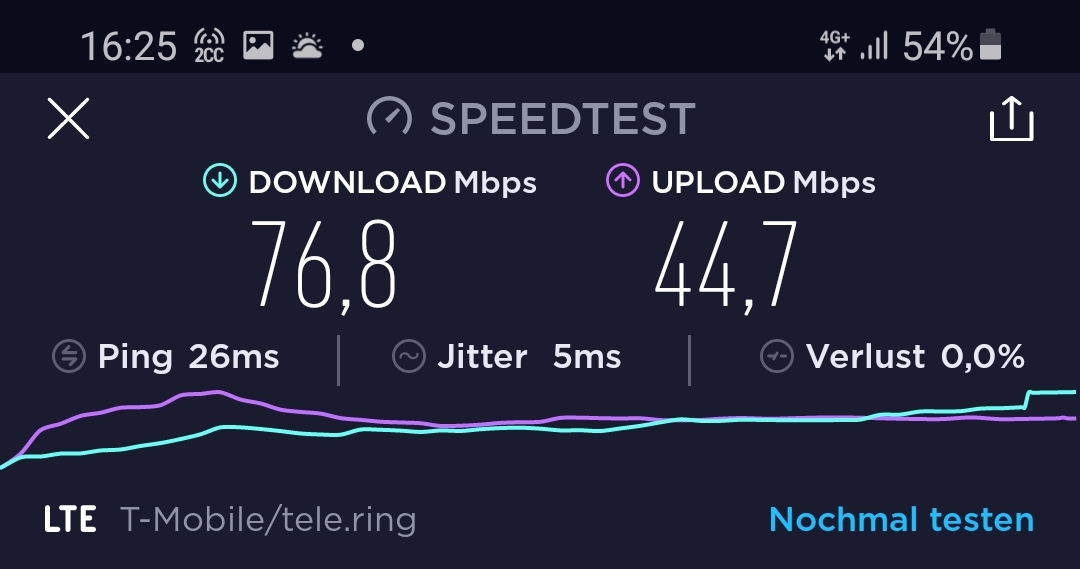 16:25 2CC 4G+ 54%
SPEEDTEST
DOWNLOAD Mbps UPLOAD Mbps
76,8 44,7
Ping 26ms Jitter 5ms Verlust 0,0%
LTE T-Mobile/tele.ring Nochmal testen